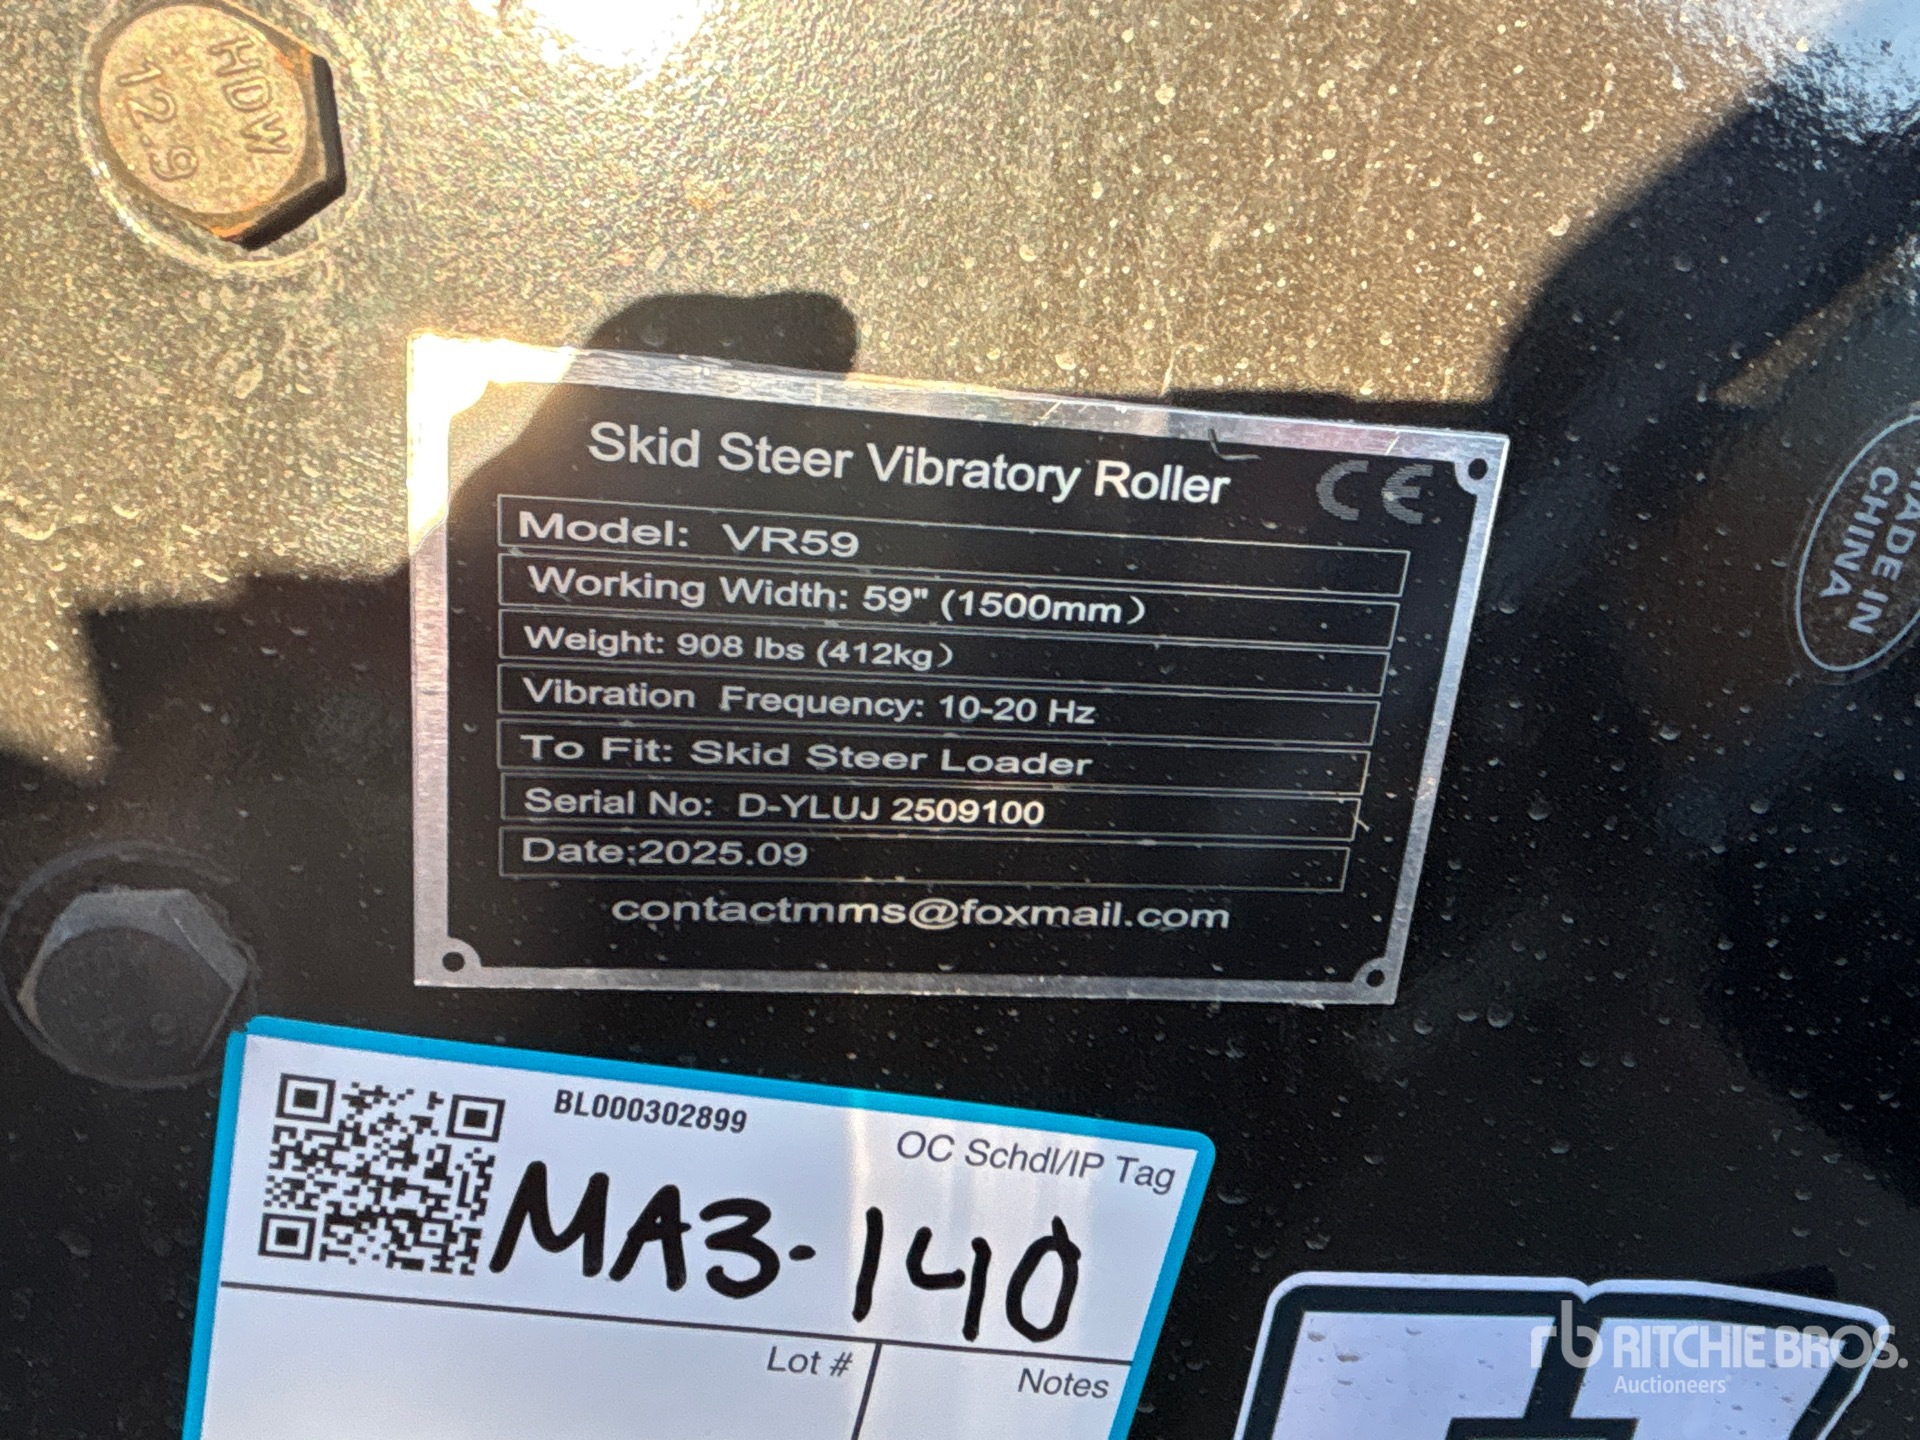 HDW
12.9
Skid Steer Vibratory Roller CE
Model: VR59
Working Width: 59" (1500mm)
Weight: 908 lbs (412kg)
Vibration Frequency: 10-20 Hz
To Fit: Skid Steer Loader
Serial No: D-YLUJ 2509100
Date:2025.09
contactmms@foxmail.com
MADE IN
CHINA
BL000302899
OC Schdl/IP Tag
MA3-140
Lot #
Notes
rb RITCHIE BROS.
Auctioneers